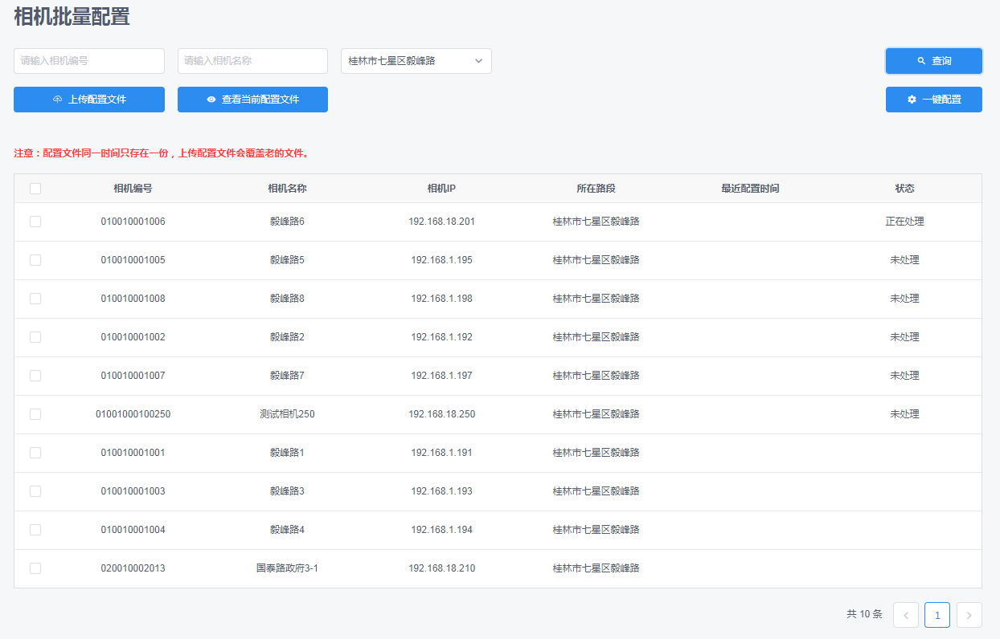 相机批量配置
请输入相机编号 请输入相机名称 桂林市七星区毅峰路 查询
上传配置文件 查看当前配置文件 一键配置
注意：配置文件同一时间只存在一份，上传配置文件会覆盖老的文件。
相机编号 相机名称 相机IP 所在路段 最近配置时间 状态
010010001006 毅峰路6 192.168.18.201 桂林市七星区毅峰路 正在处理
010010001005 毅峰路5 192.168.1.195 桂林市七星区毅峰路 未处理
010010001008 毅峰路8 192.168.1.198 桂林市七星区毅峰路 未处理
010010001002 毅峰路2 192.168.1.192 桂林市七星区毅峰路 未处理
010010001007 毅峰路7 192.168.1.197 桂林市七星区毅峰路 未处理
01001000100250 测试相机250 192.168.18.250 桂林市七星区毅峰路 未处理
010010001001 毅峰路1 192.168.1.191 桂林市七星区毅峰路
010010001003 毅峰路3 192.168.1.193 桂林市七星区毅峰路
010010001004 毅峰路4 192.168.1.194 桂林市七星区毅峰路
020010002013 国泰路政府3-1 192.168.18.210 桂林市七星区毅峰路
共 10 条 1